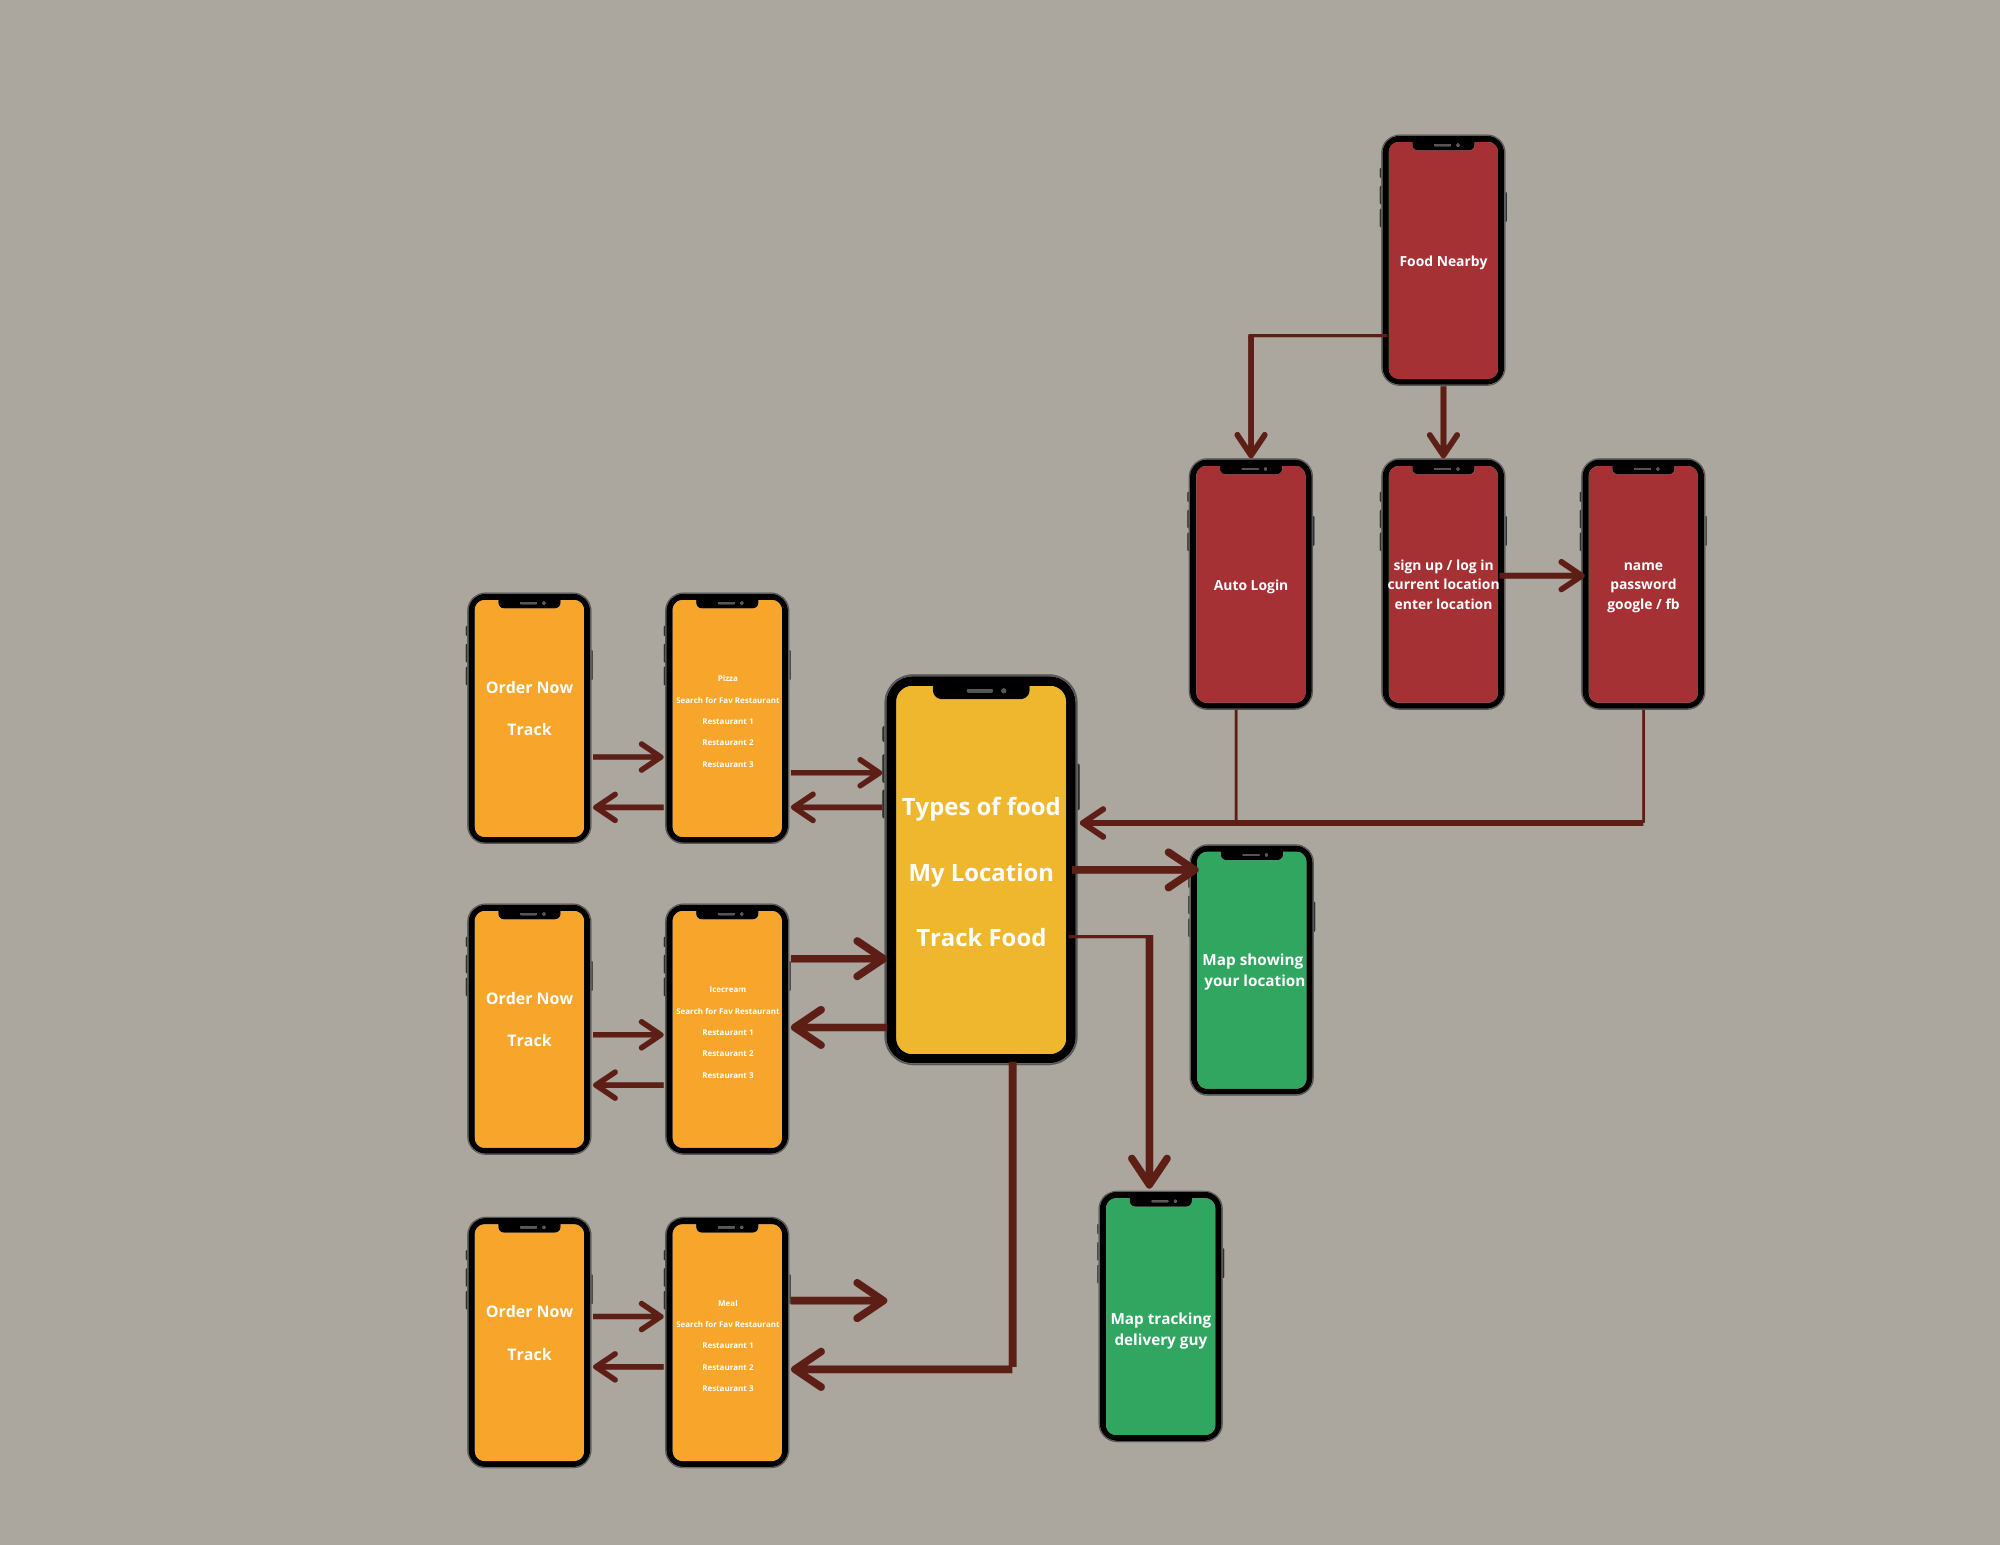 Food Nearby
Auto Login
sign up / log in
current location
enter location
name
password
google / fb
Order Now
Track
Pizza
Search for Fav Restaurant
Restaurant 1
Restaurant 2
Restaurant 3
Types of food
My Location
Track Food
Map showing
your location
Order Now
Track
Icecream
Search for Fav Restaurant
Restaurant 1
Restaurant 2
Restaurant 3
Order Now
Track
Meal
Search for Fav Restaurant
Restaurant 1
Restaurant 2
Restaurant 3
Map tracking
delivery guy